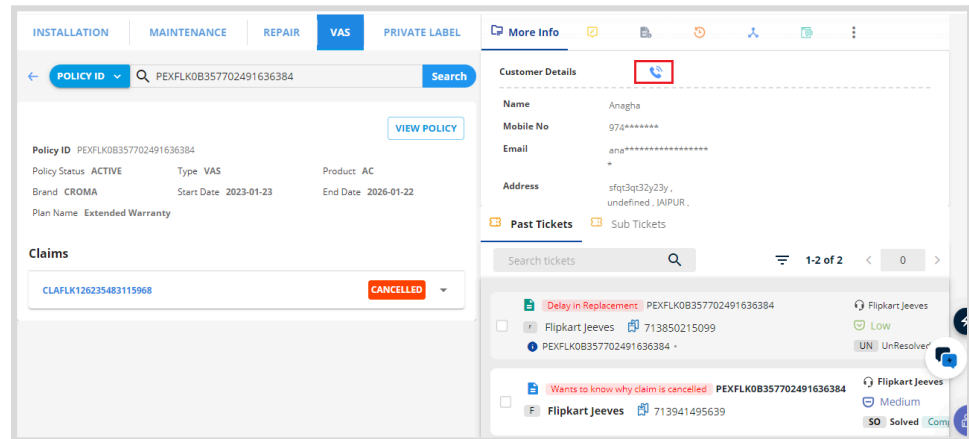 INSTALLATION MAINTENANCE REPAIR VAS PRIVATE LABEL
POLICY ID PEXFLK0B357702491636384 Search
VIEW POLICY
Policy ID PEXFLK0B357702491636384
Policy Status ACTIVE Type VAS Product AC
Brand CROMA Start Date 2023-01-23 End Date 2026-01-22
Plan Name Extended Warranty
Claims
CLAFLK126235483115968 CANCELLED
More Info
Customer Details
Name Anagha
Mobile No 974*******
Email ana*****************
*
Address sfqt3qt32y23y ,
undefined , JAIPUR ,
Past Tickets Sub Tickets
Search tickets 1-2 of 2 < 0 >
Delay in Replacement PEXFLK0B357702491636384 Flipkart Jeeves
F Flipkart Jeeves 713850215099 Low
PEXFLK0B357702491636384 • UN UnResolved
Wants to know why claim is cancelled PEXFLK0B357702491636384 Flipkart Jeeves
F Flipkart Jeeves 713941495639 Medium
SO Solved Comp